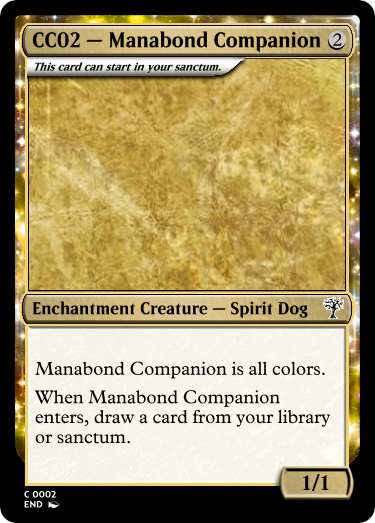 CC02 — Manabond Companion 2
This card can start in your sanctum.
Enchantment Creature — Spirit Dog
Manabond Companion is all colors.
When Manabond Companion
enters, draw a card from your library
or sanctum.
1/1
C 0002
END